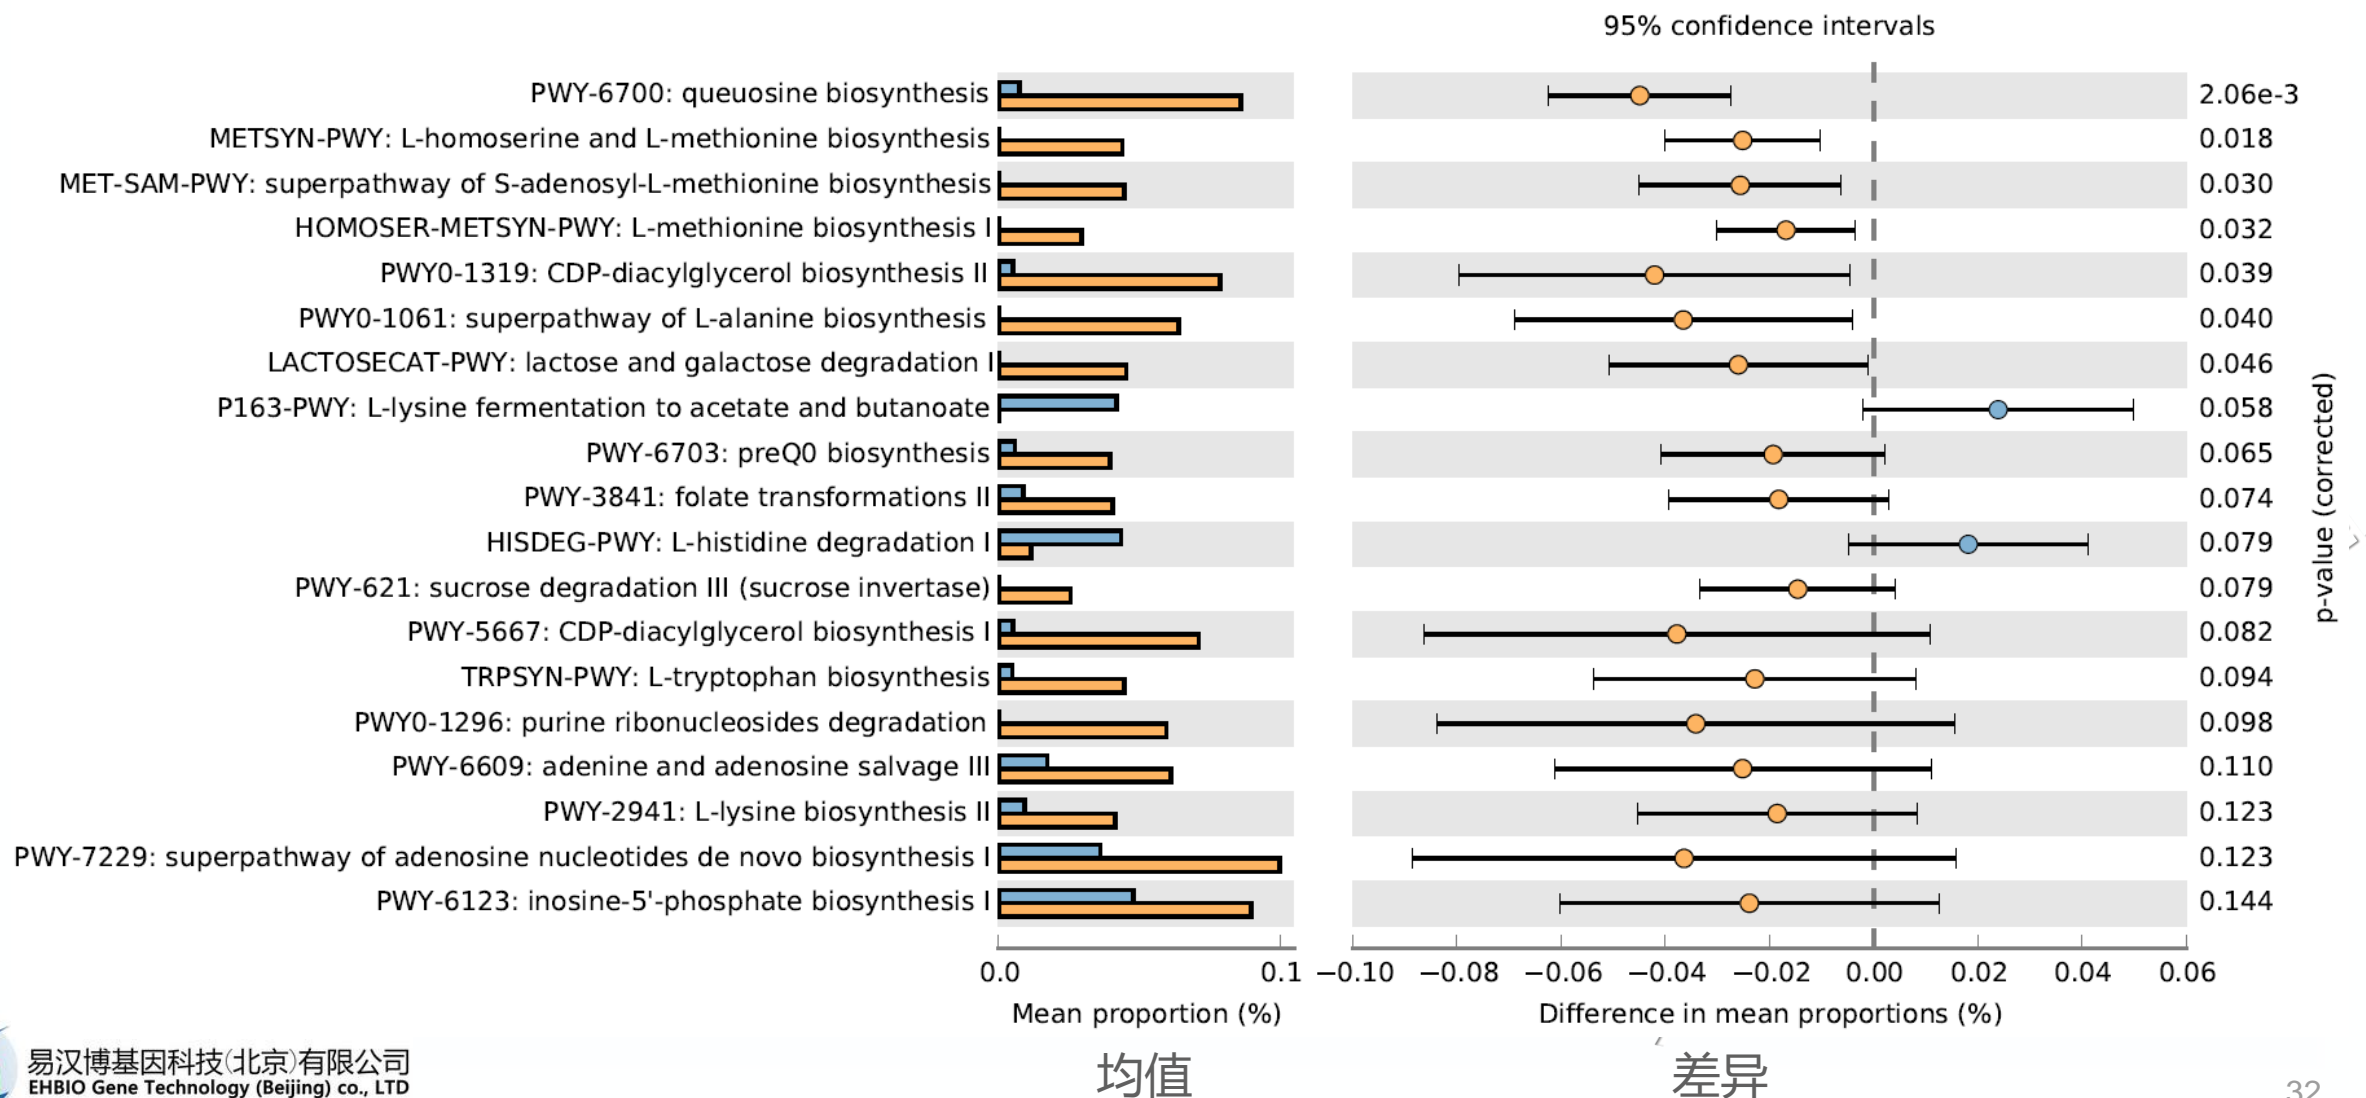 95% confidence intervals
PWY-6700: queuosine biosynthesis 2.06e-3
METSYN-PWY: L-homoserine and L-methionine biosynthesis 0.018
MET-SAM-PWY: superpathway of S-adenosyl-L-methionine biosynthesis 0.030
HOMOSER-METSYN-PWY: L-methionine biosynthesis I 0.032
PWY0-1319: CDP-diacylglycerol biosynthesis II 0.039
PWY0-1061: superpathway of L-alanine biosynthesis 0.040
LACTOSECAT-PWY: lactose and galactose degradation I 0.046
P163-PWY: L-lysine fermentation to acetate and butanoate 0.058
PWY-6703: preQ0 biosynthesis 0.065
PWY-3841: folate transformations II 0.074
HISDEG-PWY: L-histidine degradation I 0.079
PWY-621: sucrose degradation III (sucrose invertase) 0.079
PWY-5667: CDP-diacylglycerol biosynthesis I 0.082
TRPSYN-PWY: L-tryptophan biosynthesis 0.094
PWY0-1296: purine ribonucleosides degradation 0.098
PWY-6609: adenine and adenosine salvage III 0.110
PWY-2941: L-lysine biosynthesis II 0.123
PWY-7229: superpathway of adenosine nucleotides de novo biosynthesis I 0.123
PWY-6123: inosine-5'-phosphate biosynthesis I 0.144
p-value (corrected)
0.0 0.1 −0.10 −0.08 −0.06 −0.04 −0.02 0.00 0.02 0.04 0.06
Mean proportion (%) Difference in mean proportions (%)
均值 差异
易汉博基因科技(北京)有限公司
EHBIO Gene Technology (Beijing) co., LTD
32